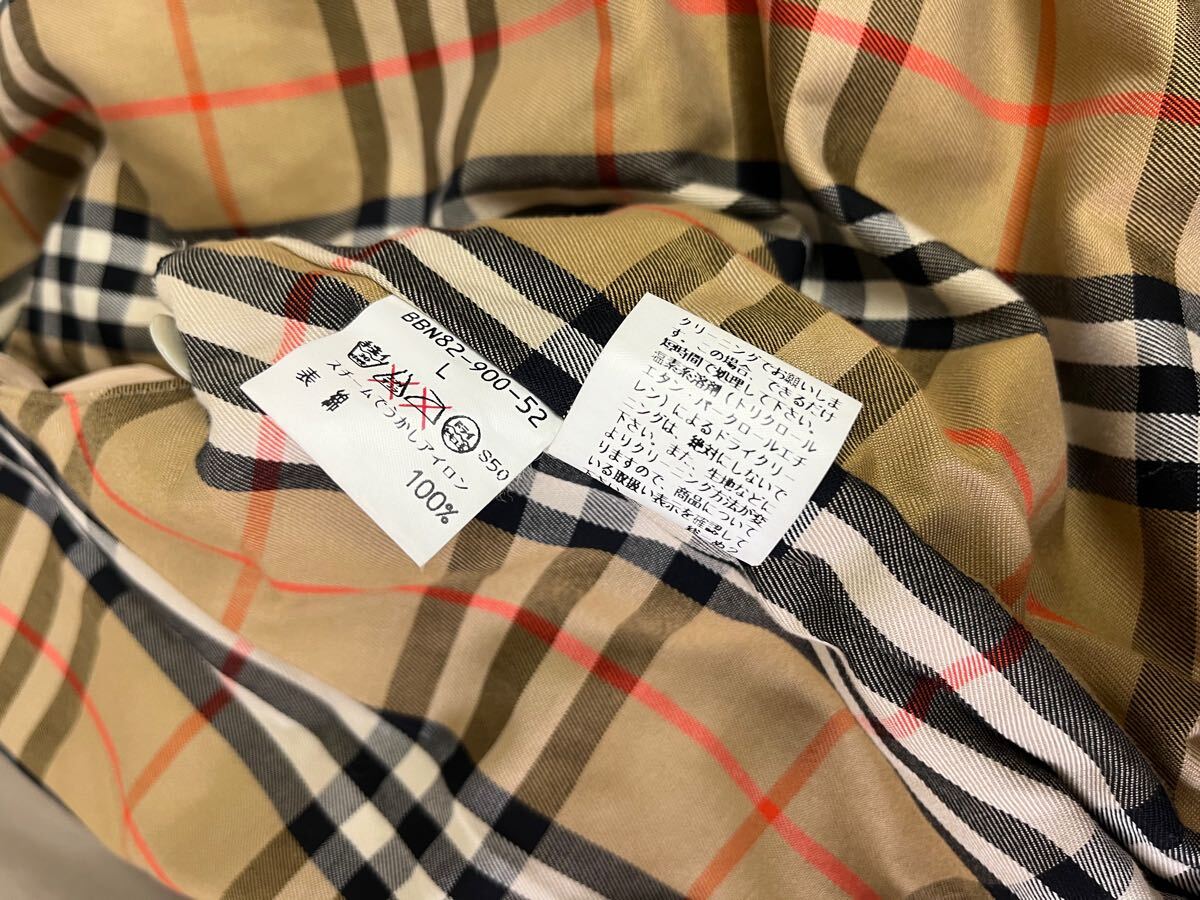 BBN82-900-52
L
S50
スチームでうかしアイロン
表 綿 100%
クリーニングでお願いしま
す。この場合、できるだけ
短時間で処理して下さい。
塩素系溶剤(トリクロール
エタン・パークロールエチ
レン)によるドライクリー
ニングは、絶対にしないで
下さい。また、生地などに
よりクリーニング方法が変
りますので、商品について
いる取扱い表示を確認して